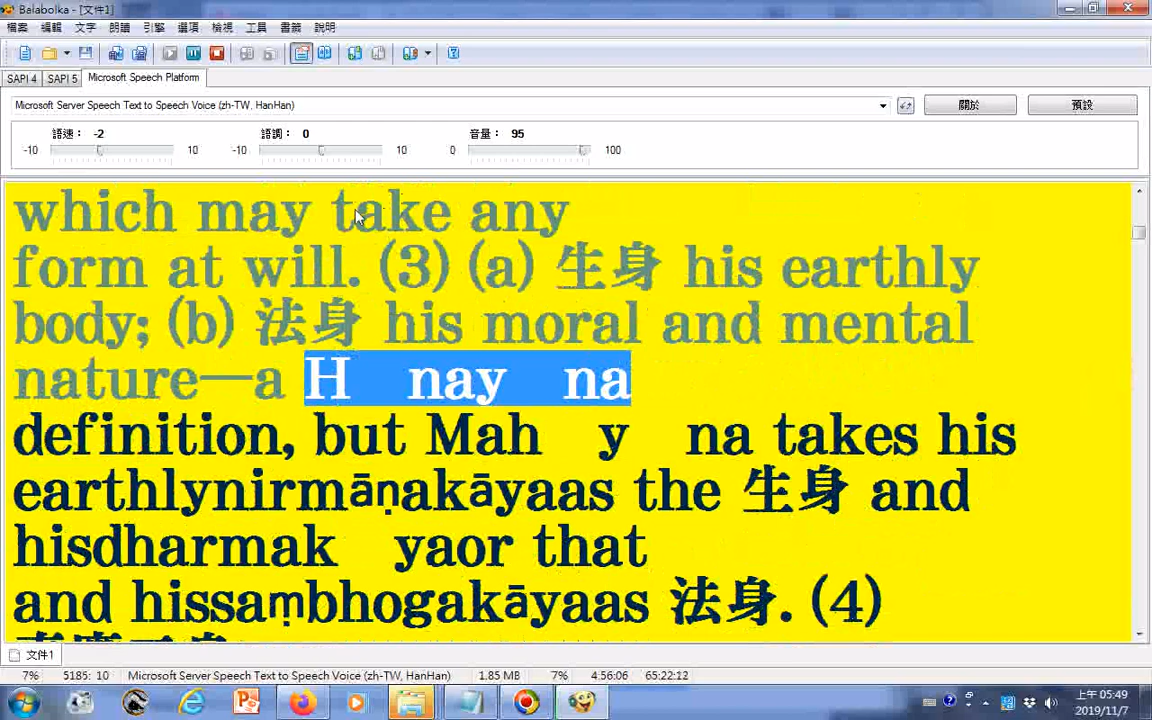 Balabolka - [文件1]
檔案 編輯 文字 朗讀 引擎 選項 檢視 工具 書籤 說明
SAPI 4 SAPI 5 Microsoft Speech Platform
Microsoft Server Speech Text to Speech Voice (zh-TW, HanHan) 關於 預設
語速： -2 語調： 0 音量： 95
-10 10 -10 10 0 100
which may take any
form at will. (3) (a) 生身 his earthly
body; (b) 法身 his moral and mental
nature—a H nay na
definition, but Mah y na takes his
earthlynirmāṇakāyaas the 生身 and
hisdharmak yaor that
and hissaṃbhogakāyaas 法身. (4)
文件1
7% 5185: 10 Microsoft Server Speech Text to Speech Voice (zh-TW, HanHan) 1.85 MB 7% 4:56:06 65:22:12
上午 05:49
2019/11/7